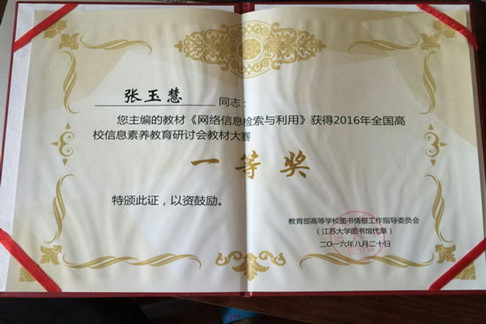 张玉慧 同志:
您主编的教材《网络信息检索与利用》获得2016年全国高
校信息素养教育研讨会教材大赛
一等奖
特颁此证,以资鼓励。
教育部高等学校图书情报工作指导委员会
(江苏大学图书馆代章)
二〇一六年八月二十日